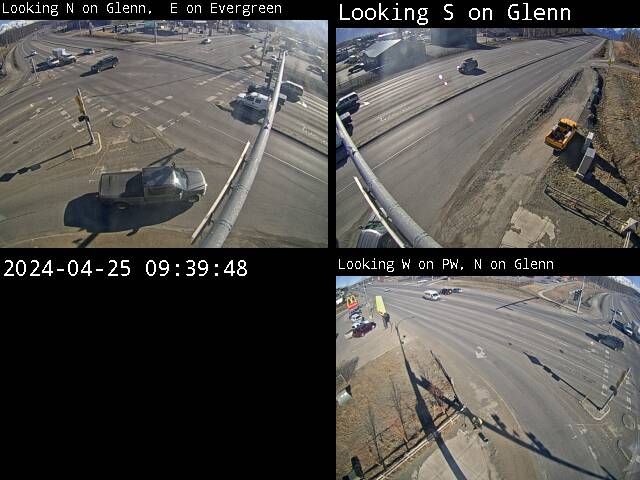 Looking N on Glenn,  E on Evergreen
Looking S on Glenn
2024-04-25 09:39:48
Looking W on PW, N on Glenn